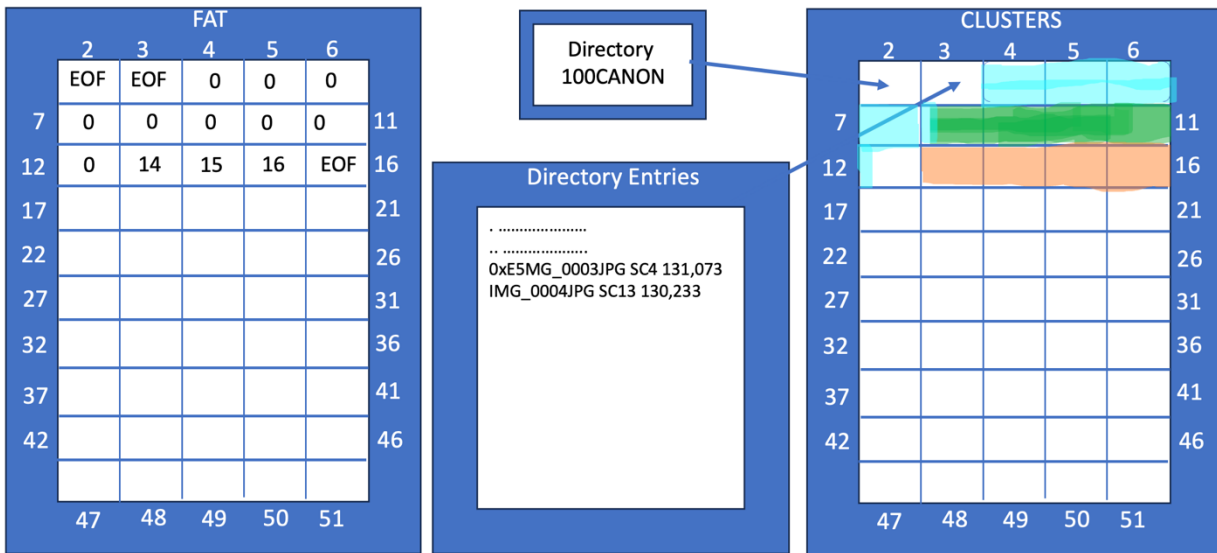 FAT
2 3 4 5 6
EOF EOF 0 0 0
7 0 0 0 0 0 11
12 0 14 15 16 EOF 16
17 21
22 26
27 31
32 36
37 41
42 46
47 48 49 50 51
Directory
100CANON
Directory Entries
. .....................
.. ....................
0xE5MG_0003JPG SC4 131,073
IMG_0004JPG SC13 130,233
CLUSTERS
2 3 4 5 6
7 11
12 16
17 21
22 26
27 31
32 36
37 41
42 46
47 48 49 50 51